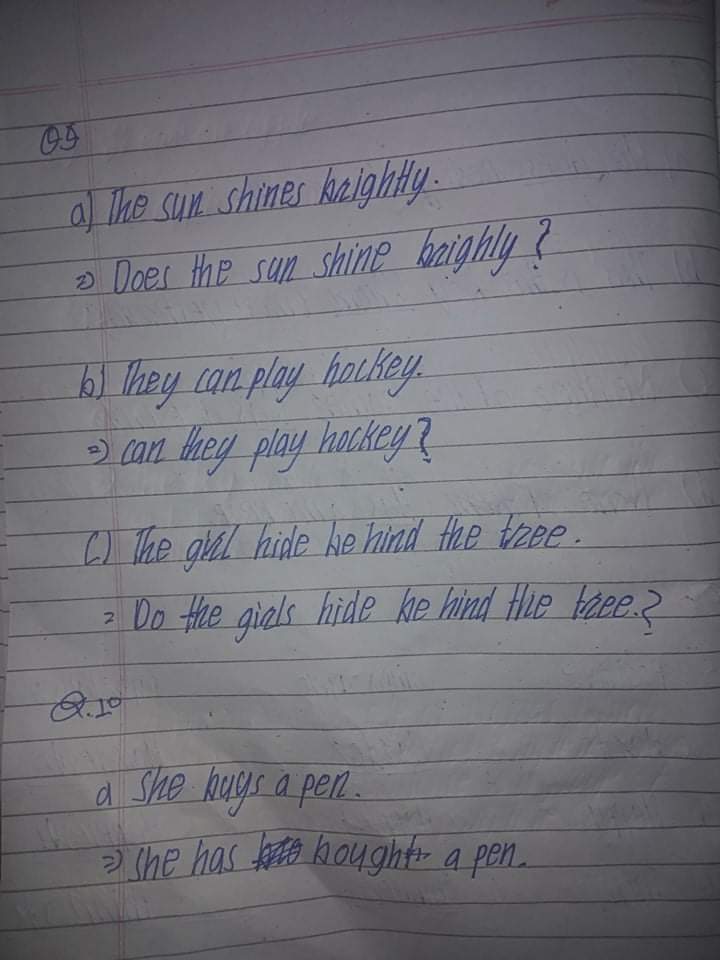 Q9
a) The sun shines brightly.
=) Does the sun shine brighly ?
b) They can play hockey.
=) can they play hockey?
C) The girl hide be hind the tree.
= Do the girls hide be hind the tree.?
Q.10
a she buys a pen.
=) she has bought a pen.